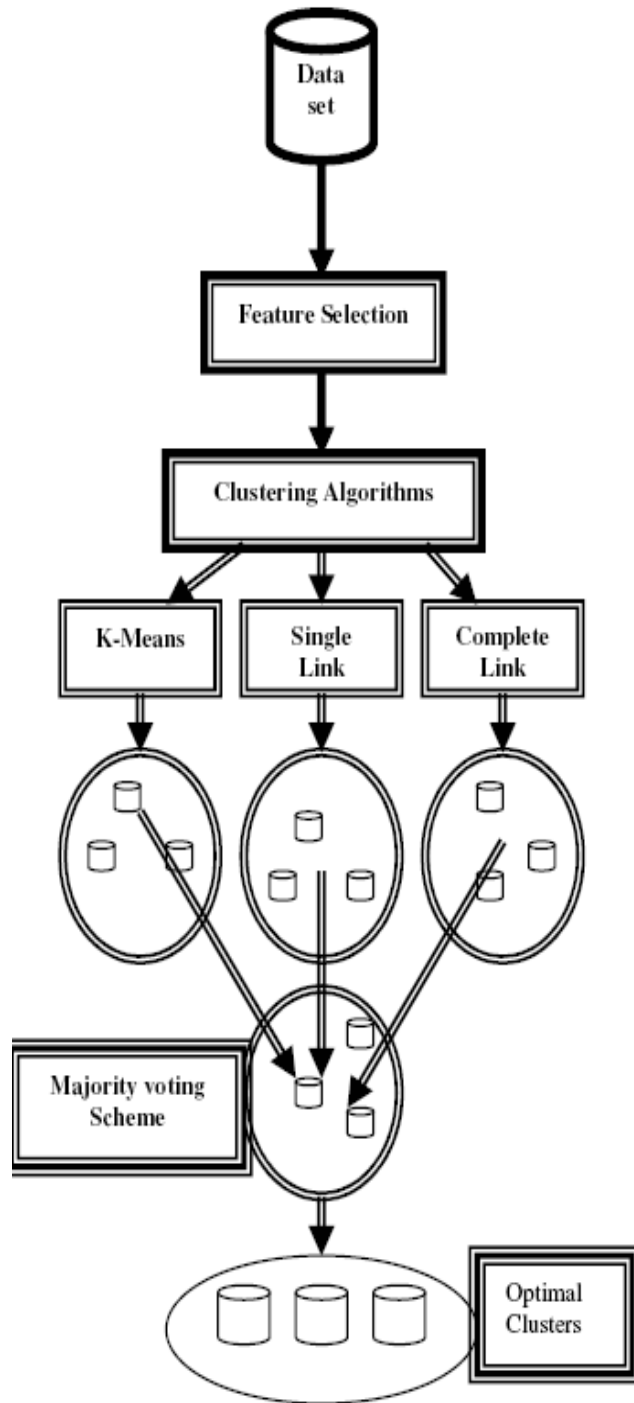 Data
set
Feature Selection
Clustering Algorithms
K-Means
Single
Link
Complete
Link
Majority voting
Scheme
Optimal
Clusters